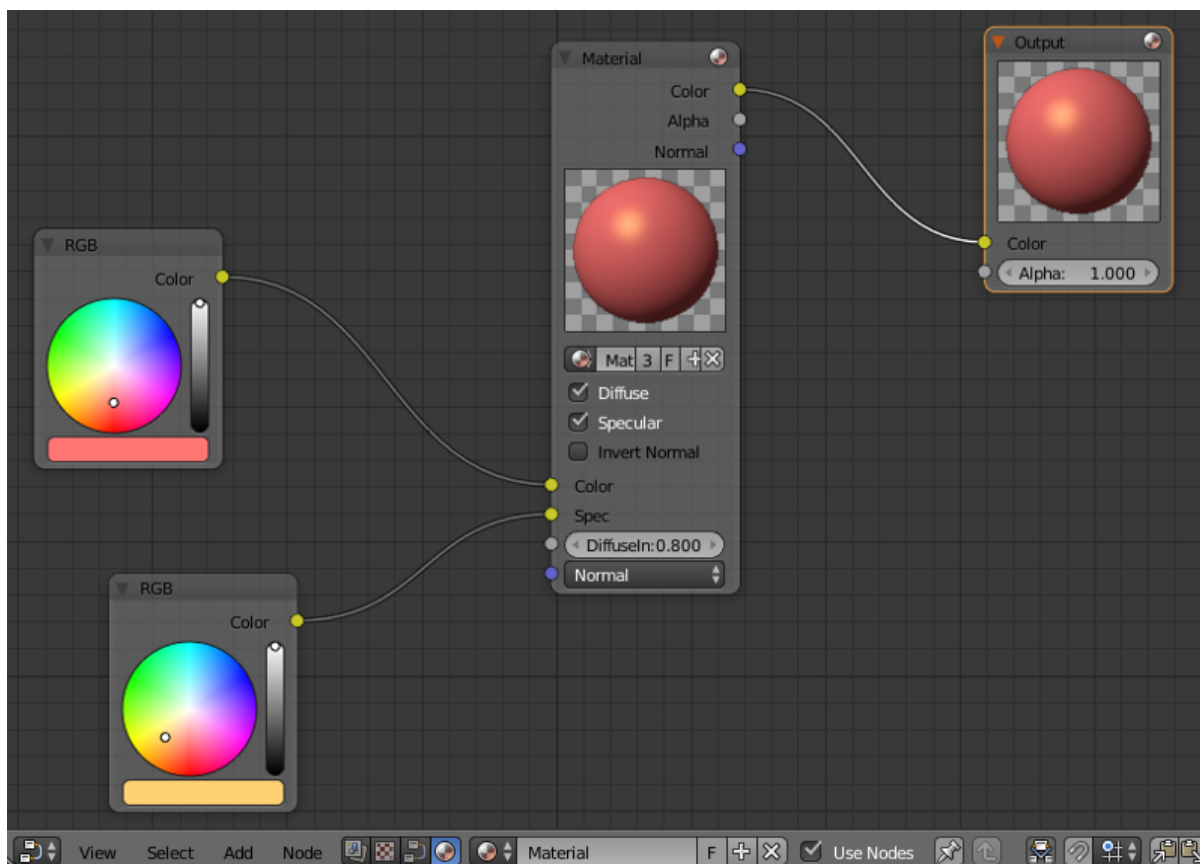 Output
Material
Color
Alpha
Normal
Color
Alpha: 1.000
RGB
Color
Mat 3 F
Diffuse
Specular
Invert Normal
Color
Spec
DiffuseIn:0.800
Normal
RGB
Color
View Select Add Node Material F Use Nodes